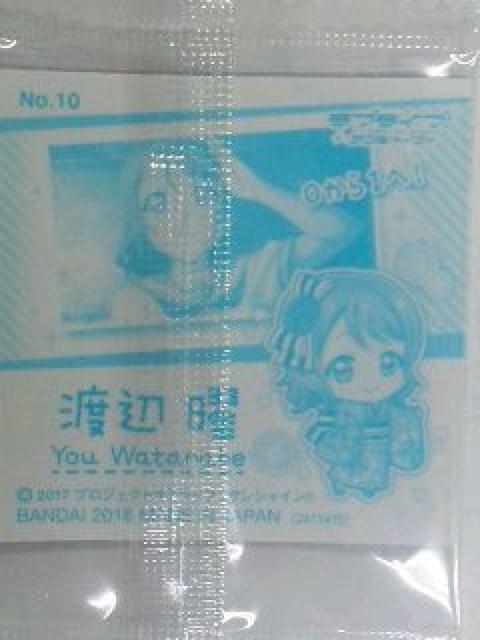 No.10
0から1へ!
渡辺 曜
You Watanabe
© 2017 プロジェクトラブライブ!サンシャイン!!
BANDAI 2018 MADE IN JAPAN